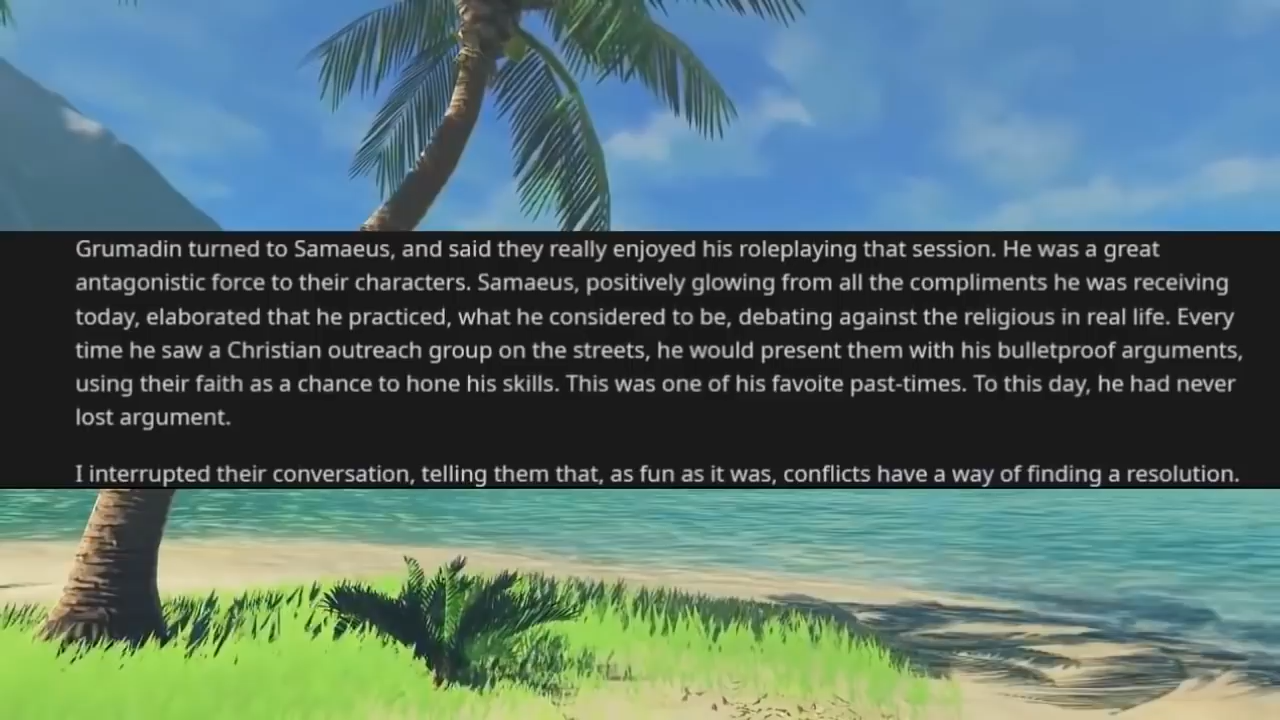 Grumadin turned to Samaeus, and said they really enjoyed his roleplaying that session. He was a great
antagonistic force to their characters. Samaeus, positively glowing from all the compliments he was receiving
today, elaborated that he practiced, what he considered to be, debating against the religious in real life. Every
time he saw a Christian outreach group on the streets, he would present them with his bulletproof arguments,
using their faith as a chance to hone his skills. This was one of his favoite past-times. To this day, he had never
lost argument.
I interrupted their conversation, telling them that, as fun as it was, conflicts have a way of finding a resolution.